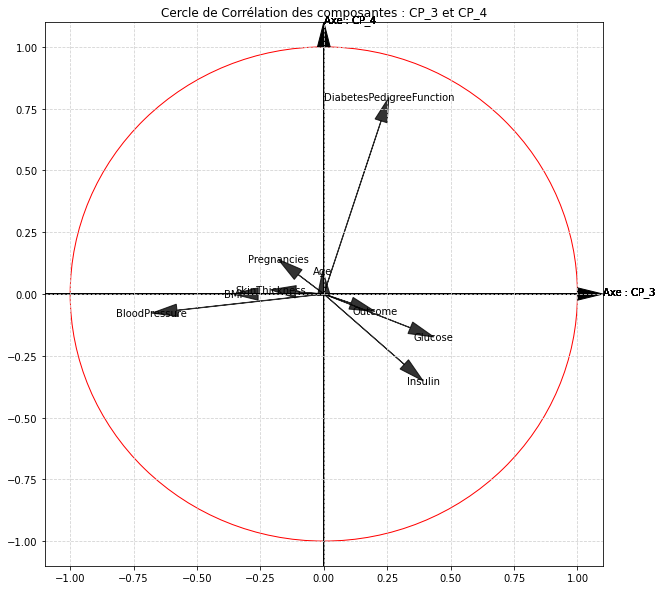 Cercle de Corrélation des composantes : CP_3 et CP_4
Axe : CP_4
1.00
DiabetesPedigreeFunction
0.75
0.50
0.25
Pregnancies
Age
SkinThickness
BMI
0.00
Axe : CP_3
BloodPressure
Outcome
Glucose
−0.25
Insulin
−0.50
−0.75
−1.00
−1.00 −0.75 −0.50 −0.25 0.00 0.25 0.50 0.75 1.00